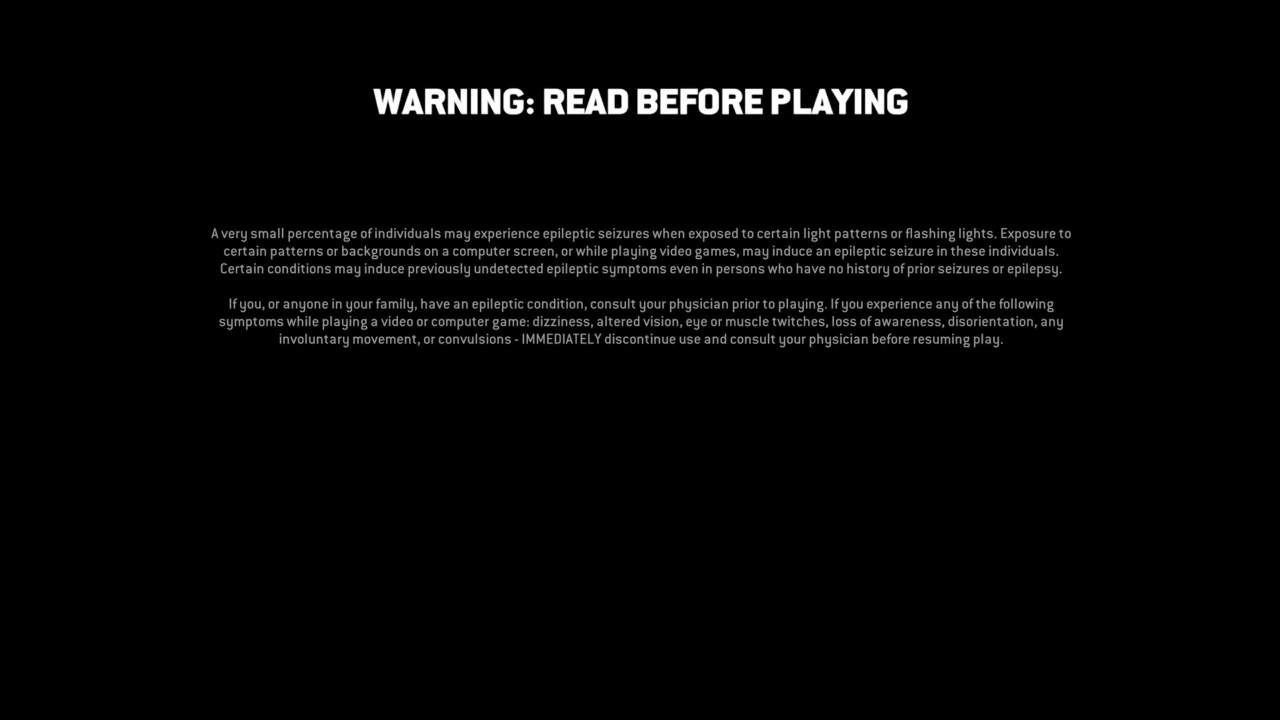 WARNING: READ BEFORE PLAYING
A very small percentage of individuals may experience epileptic seizures when exposed to certain light patterns or flashing lights. Exposure to
certain patterns or backgrounds on a computer screen, or while playing video games, may induce an epileptic seizure in these individuals.
Certain conditions may induce previously undetected epileptic symptoms even in persons who have no history of prior seizures or epilepsy.
If you, or anyone in your family, have an epileptic condition, consult your physician prior to playing. If you experience any of the following
symptoms while playing a video or computer game: dizziness, altered vision, eye or muscle twitches, loss of awareness, disorientation, any
involuntary movement, or convulsions - IMMEDIATELY discontinue use and consult your physician before resuming play.